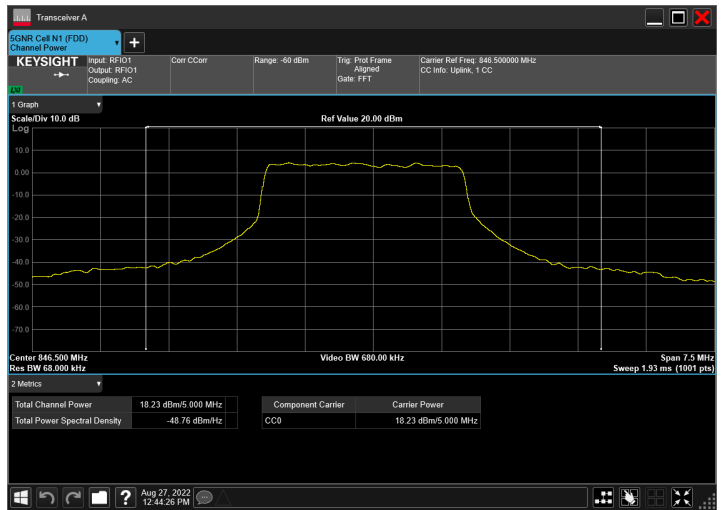 Transceiver A
5GNR Cell N1 (FDD)
Channel Power
KEYSIGHT
LXI
Input: RFIO1
Output: RFIO1
Coupling: AC
Corr CCorr
Range: -60 dBm
Trig: Prot Frame
Aligned
Gate: FFT
Carrier Ref Freq: 846.500000 MHz
CC Info: Uplink, 1 CC
1 Graph
Scale/Div 10.0 dB
Ref Value 20.00 dBm
Log
10.0
0.00
-10.0
-20.0
-30.0
-40.0
-50.0
-60.0
-70.0
Center 846.500 MHz
Video BW 680.00 kHz
Span 7.5 MHz
Res BW 68.000 kHz
Sweep 1.93 ms (1001 pts)
2 Metrics
Total Channel Power 18.23 dBm/5.000 MHz
Total Power Spectral Density -48.76 dBm/Hz
Component Carrier Carrier Power
CC0 18.23 dBm/5.000 MHz
Aug 27, 2022
12:44:26 PM